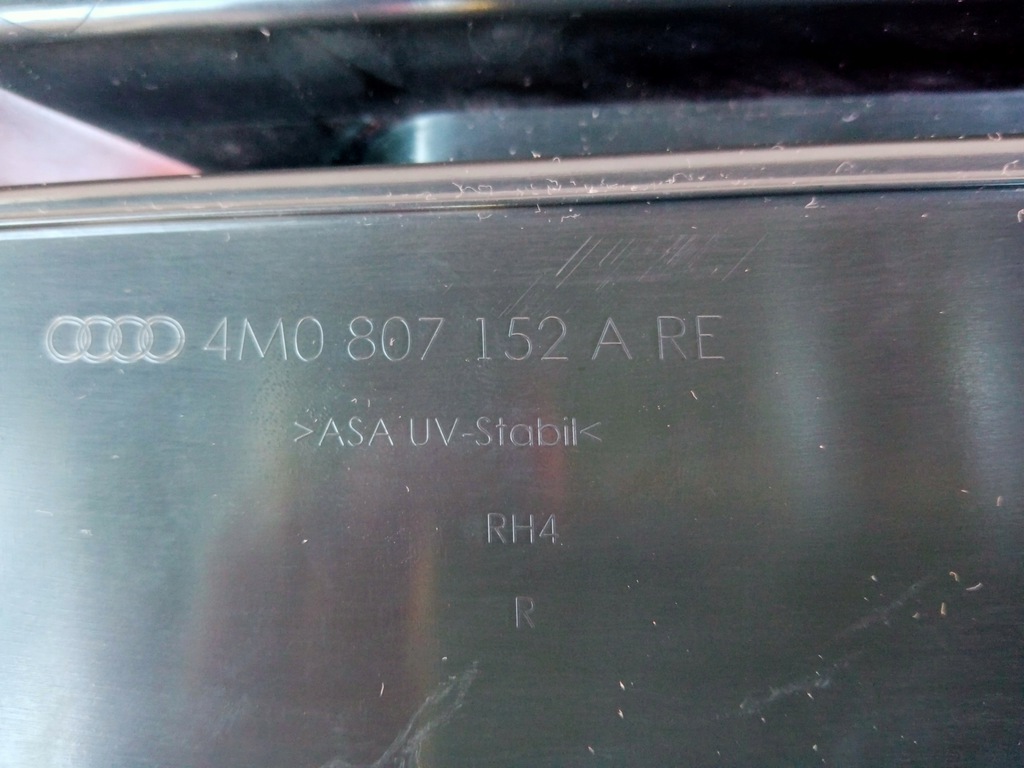 4M0 807 152 A RE
>ASA UV-Stabil<
RH4
R